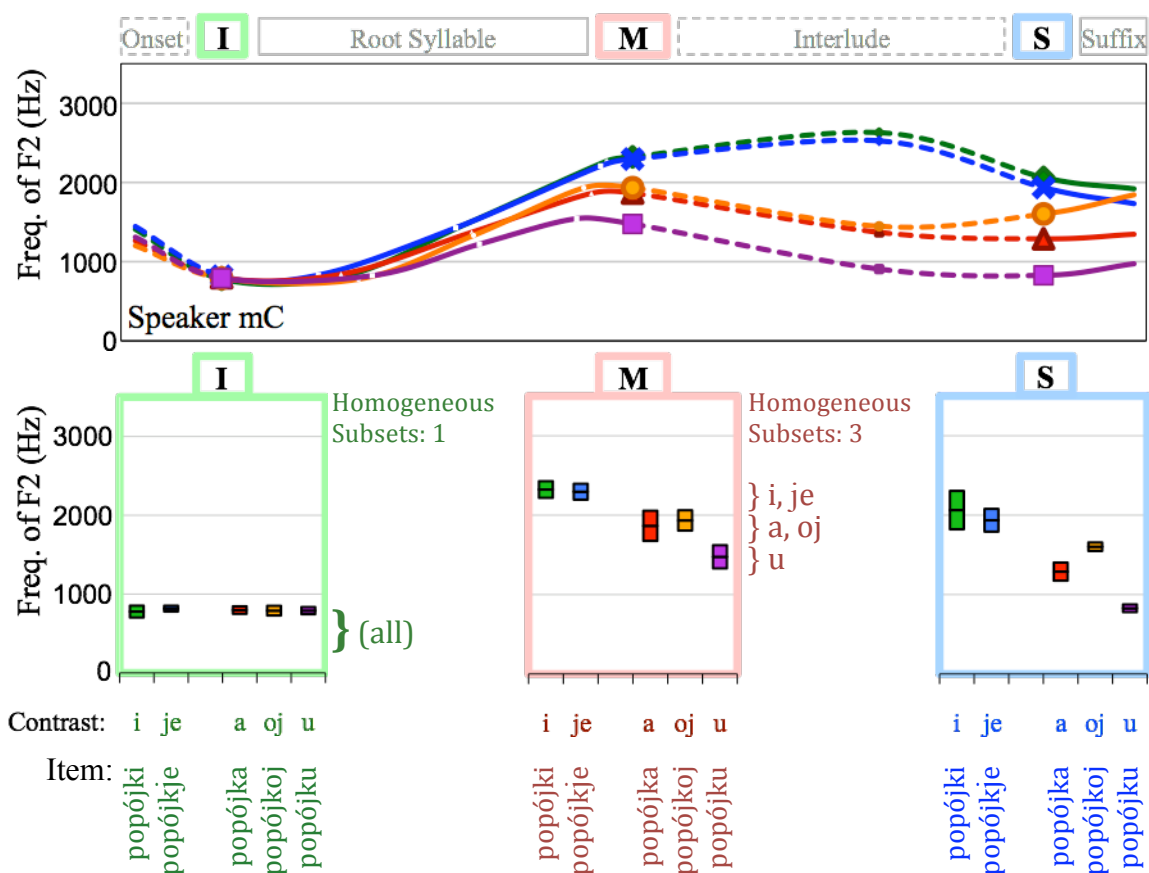 Onset I Root Syllable M Interlude S Suffix
Freq. of F2 (Hz)
3000
2000
1000
0
Speaker mC
I M S
Freq. of F2 (Hz)
3000
2000
1000
0
Homogeneous
Subsets: 1
} (all)
Homogeneous
Subsets: 3
} i, je
} a, oj
} u
Contrast: i je a oj u i je a oj u i je a oj u
Item: popójki popójkje popójka popójkoj popójku popójki popójkje popójka popójkoj popójku popójki popójkje popójka popójkoj popójku